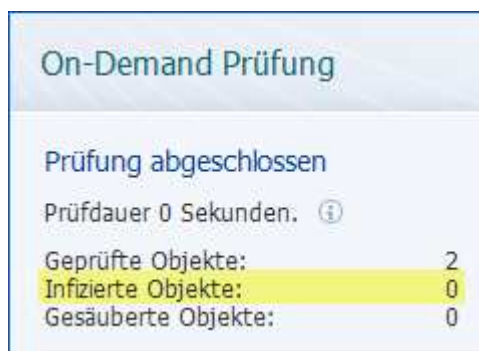 On-Demand Prüfung
Prüfung abgeschlossen
Prüfdauer 0 Sekunden.
Geprüfte Objekte: 2
Infizierte Objekte: 0
Gesäuberte Objekte: 0